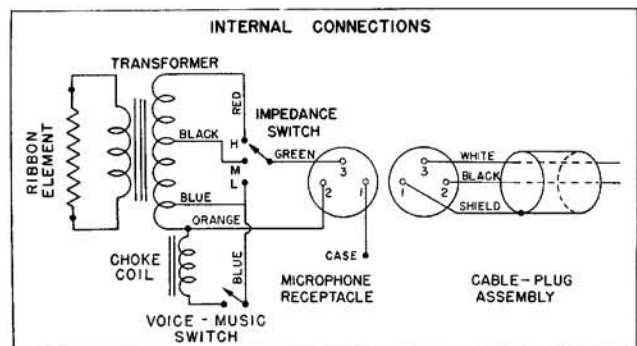 INTERNAL CONNECTIONS
TRANSFORMER
RIBBON
ELEMENT
RED
IMPEDANCE
SWITCH
BLACK
H
M
L
GREEN
3
2
1
BLUE
ORANGE
CHOKE
COIL
BLUE
CASE
VOICE - MUSIC
SWITCH
MICROPHONE
RECEPTACLE
3
1
2
WHITE
BLACK
SHIELD
CABLE-PLUG
ASSEMBLY